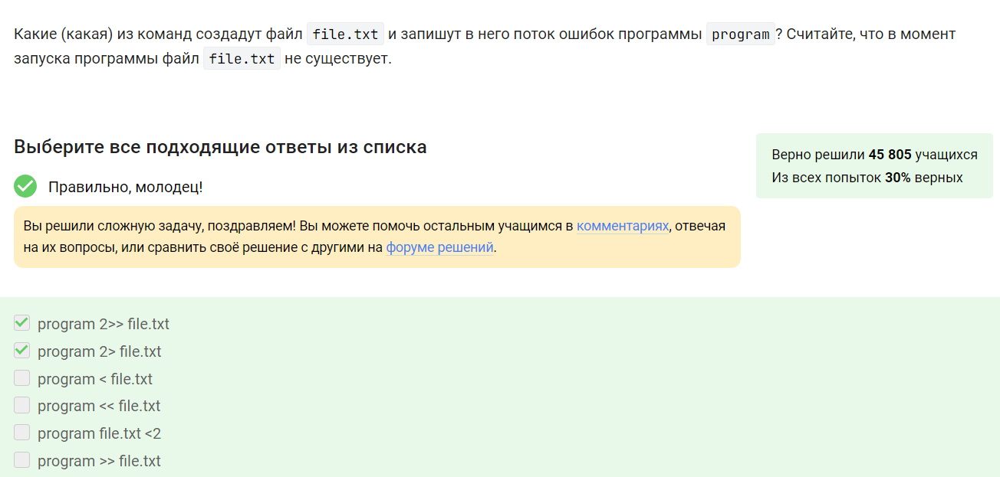 Какие (какая) из команд создадут файл file.txt и запишут в него поток ошибок программы program? Считайте, что в момент
запуска программы файл file.txt не существует.
Выберите все подходящие ответы из списка
Верно решили 45 805 учащихся
Из всех попыток 30% верных
Правильно, молодец!
Вы решили сложную задачу, поздравляем! Вы можете помочь остальным учащимся в комментариях, отвечая
на их вопросы, или сравнить своё решение с другими на форуме решений.
program 2>> file.txt
program 2> file.txt
program < file.txt
program << file.txt
program file.txt <2
program >> file.txt